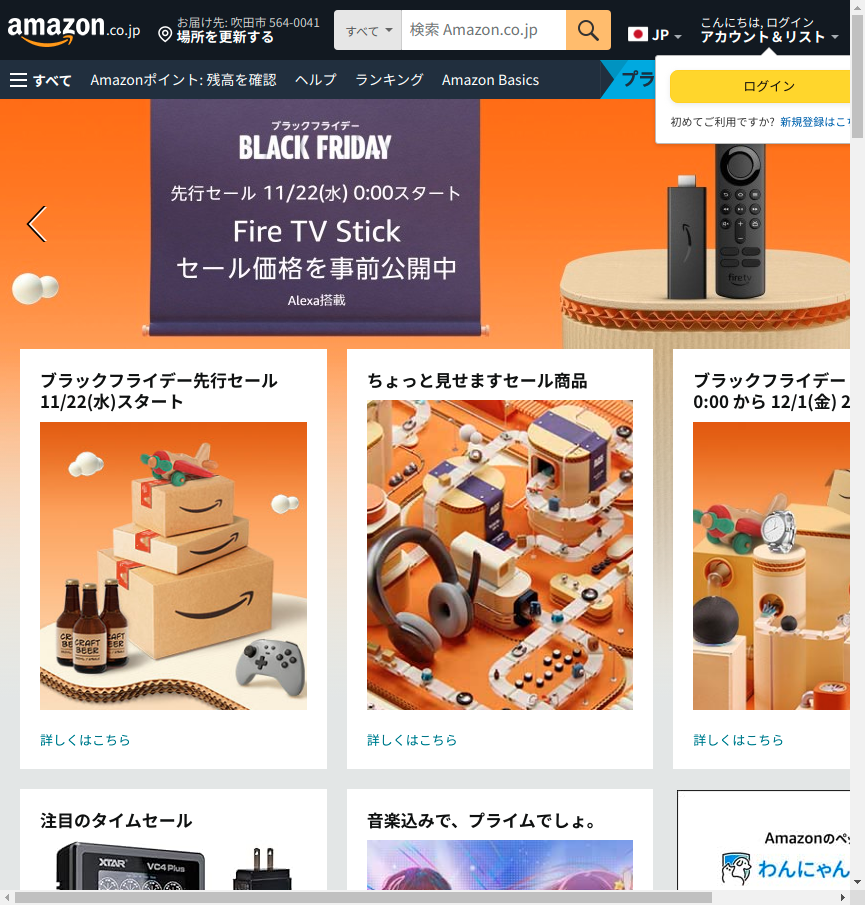 amazon.co.jp
お届け先: 吹田市 564-0041
場所を更新する
すべて
検索 Amazon.co.jp
JP
こんにちは, ログイン
アカウント＆リスト
すべて
Amazonポイント: 残高を確認
ヘルプ
ランキング
Amazon Basics
プラ
ログイン
初めてご利用ですか? 新規登録はこち
ブラックフライデー
BLACK FRIDAY
先行セール 11/22(水) 0:00スタート
Fire TV Stick
セール価格を事前公開中
Alexa搭載
firetv
ブラックフライデー先行セール
11/22(水)スタート
CRAFT
BEER
詳しくはこちら
ちょっと見せますセール商品
詳しくはこちら
ブラックフライデー
0:00 から 12/1(金) 2
詳しくはこちら
注目のタイムセール
XTAR
VC4 Plus
音楽込みで、プライムでしょ。
Amazonのペッ
わんにゃん